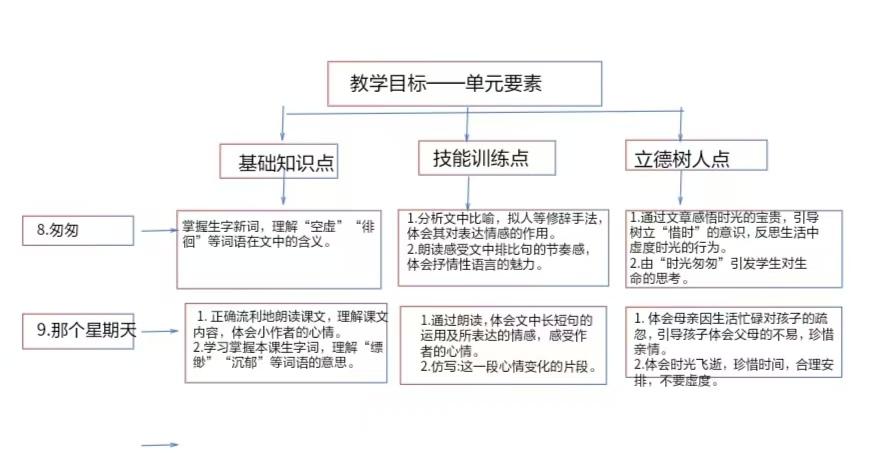 教学目标——单元要素
基础知识点
技能训练点
立德树人点
8.匆匆
掌握生字新词，理解“空虚”“徘
徊”等词语在文中的含义。
1.分析文中比喻，拟人等修辞手法，
体会其对表达情感的作用。
2.朗读感受文中排比句的节奏感，
体会抒情性语言的魅力。
1.通过文章感悟时光的宝贵，引导
树立“惜时”的意识，反思生活中
虚度时光的行为。
2.由“时光匆匆”引发学生对生
命的思考。
9.那个星期天
1. 正确流利地朗读课文，理解课文
内容，体会小作者的心情。
2.学习掌握本课生字词，理解“缥
缈”“沉郁”等词语的意思。
1.通过朗读，体会文中长短句的
运用及所表达的情感，感受作
者的心情。
2.仿写:这一段心情变化的片段。
1. 体会母亲因生活忙碌对孩子的疏
忽，引导孩子体会父母的不易，珍惜
亲情。
2.体会时光飞逝，珍惜时间，合理安
排，不要虚度。